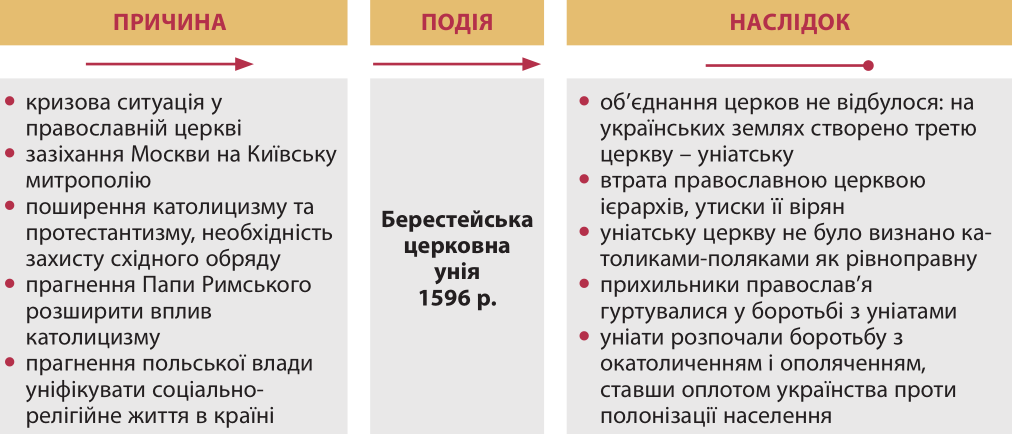 ПРИЧИНА
ПОДІЯ
НАСЛІДОК
• кризова ситуація у
православній церкві
• зазіхання Москви на Київську
митрополію
• поширення католицизму та
протестантизму, необхідність
захисту східного обряду
• прагнення Папи Римського
розширити вплив
католицизму
• прагнення польської влади
уніфікувати соціально-
релігійне життя в країні
Берестейська
церковна
унія
1596 р.
• об’єднання церков не відбулося: на
українських землях створено третю
церкву – уніатську
• втрата православною церквою
ієрархів, утиски її вірян
• уніатську церкву не було визнано ка-
толиками-поляками як рівноправну
• прихильники православ’я
гуртувалися у боротьбі з уніатами
• уніати розпочали боротьбу з
окатоличенням і ополяченням,
ставши оплотом українства проти
полонізації населення